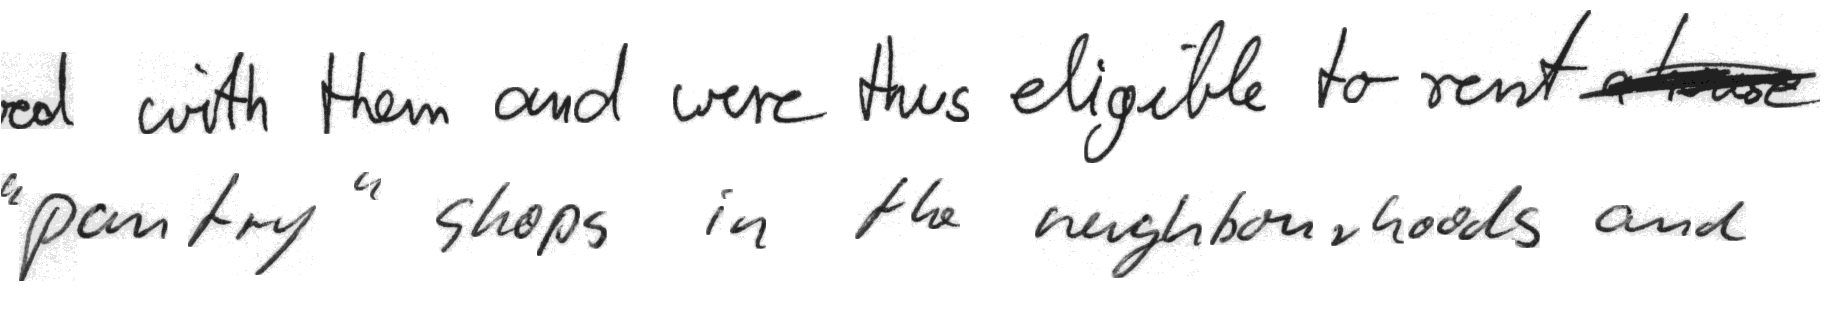 red with them and were thus eligible to rent
"pantry" shops in the neighbourhoods and